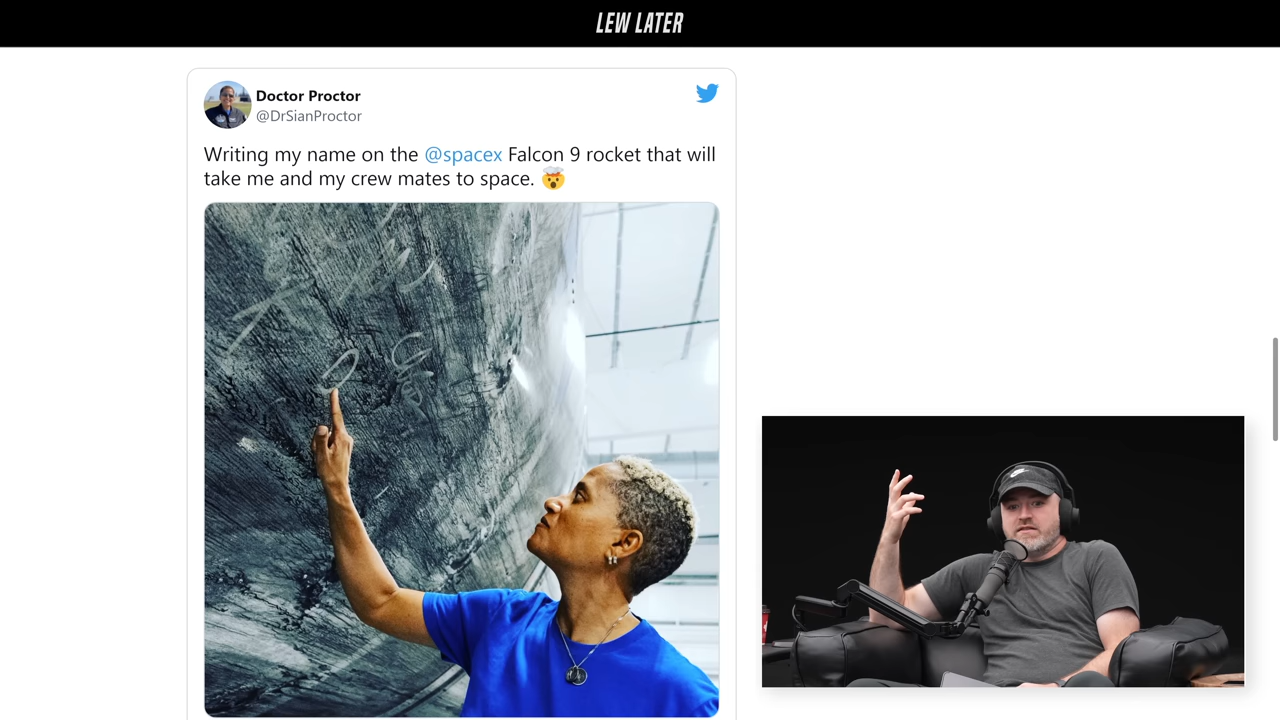 LEW LATER
Doctor Proctor
@DrSianProctor
Writing my name on the @spacex Falcon 9 rocket that will
take me and my crew mates to space. 🤯